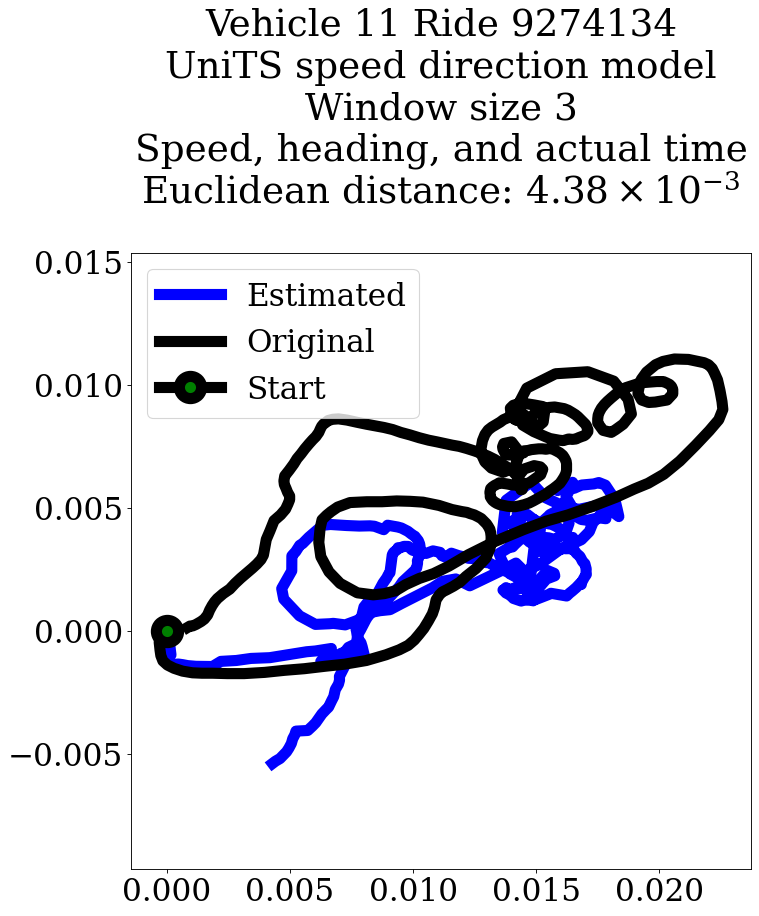 Vehicle 11 Ride 9274134
UniTS speed direction model
Window size 3
Speed, heading, and actual time
Euclidean distance: 4.38 × 10⁻³
0.015
Estimated
Original
Start
0.010
0.005
0.000
−0.005
0.000 0.005 0.010 0.015 0.020